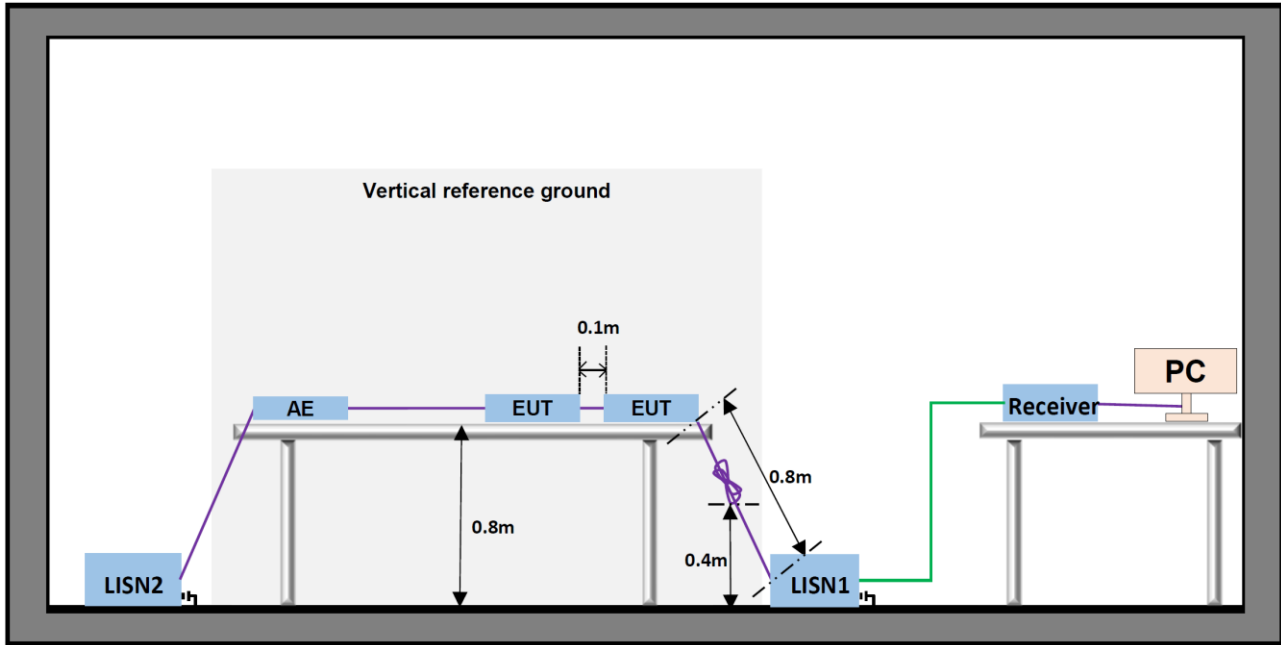 Vertical reference ground
0.1m
PC
AE
EUT
EUT
Receiver
0.8m
0.8m
0.4m
LISN2
LISN1